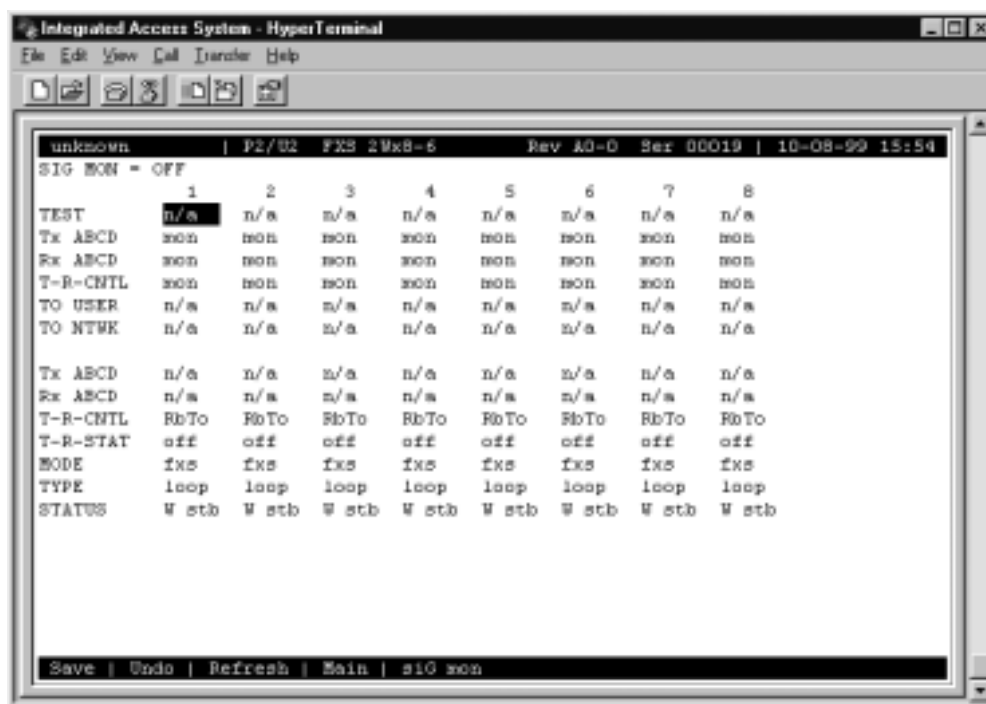 Integrated Access System - HyperTerminal
File Edit View Call Transfer Help
unknown | P2/U2 FXS 2Wx8-6 Rev A0-0 Ser 00019 | 10-08-99 15:54
SIG MON = OFF
1 2 3 4 5 6 7 8
TEST n/a n/a n/a n/a n/a n/a n/a n/a
Tx ABCD mon mon mon mon mon mon mon mon
Rx ABCD mon mon mon mon mon mon mon mon
T-R-CNTL mon mon mon mon mon mon mon mon
TO USER n/a n/a n/a n/a n/a n/a n/a n/a
TO NTWK n/a n/a n/a n/a n/a n/a n/a n/a
Tx ABCD n/a n/a n/a n/a n/a n/a n/a n/a
Rx ABCD n/a n/a n/a n/a n/a n/a n/a n/a
T-R-CNTL RbTo RbTo RbTo RbTo RbTo RbTo RbTo RbTo
T-R-STAT off off off off off off off off
MODE fxs fxs fxs fxs fxs fxs fxs fxs
TYPE loop loop loop loop loop loop loop loop
STATUS W stb W stb W stb W stb W stb W stb W stb W stb
Save | Undo | Refresh | Main | siG mon